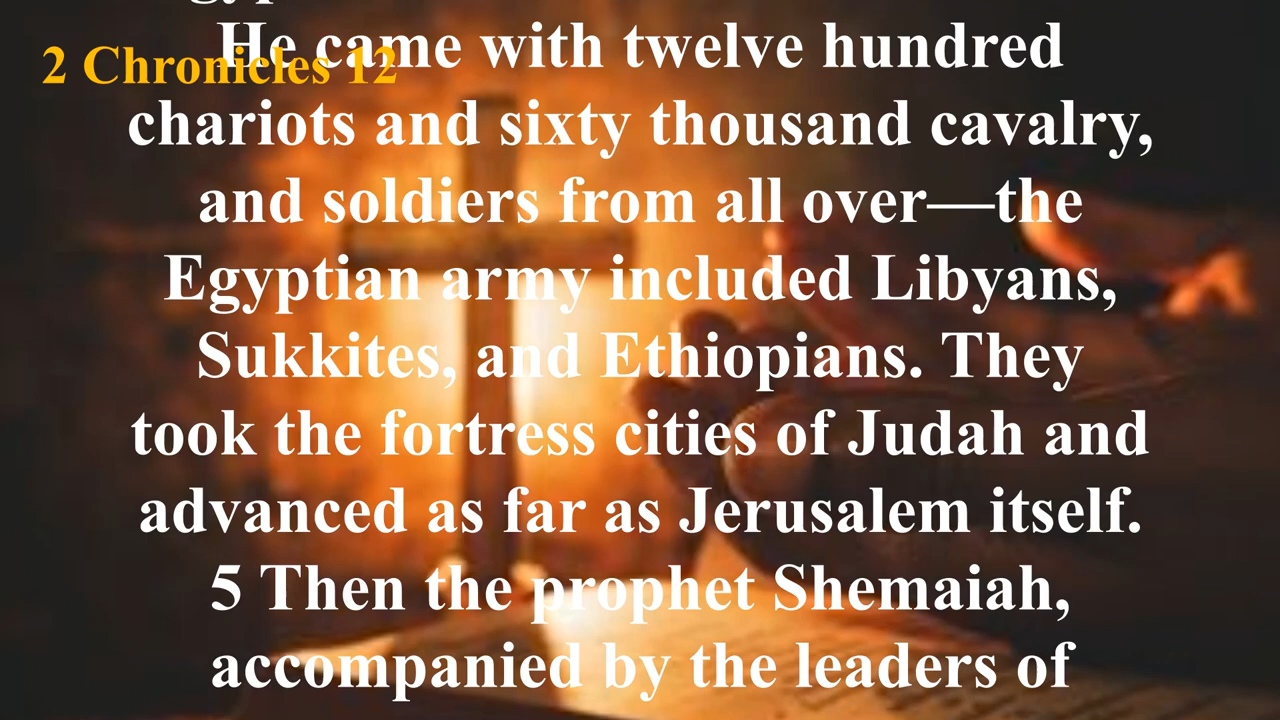 He came with twelve hundred
2 Chronicles 12
chariots and sixty thousand cavalry,
and soldiers from all over—the
Egyptian army included Libyans,
Sukkites, and Ethiopians. They
took the fortress cities of Judah and
advanced as far as Jerusalem itself.
5 Then the prophet Shemaiah,
accompanied by the leaders of